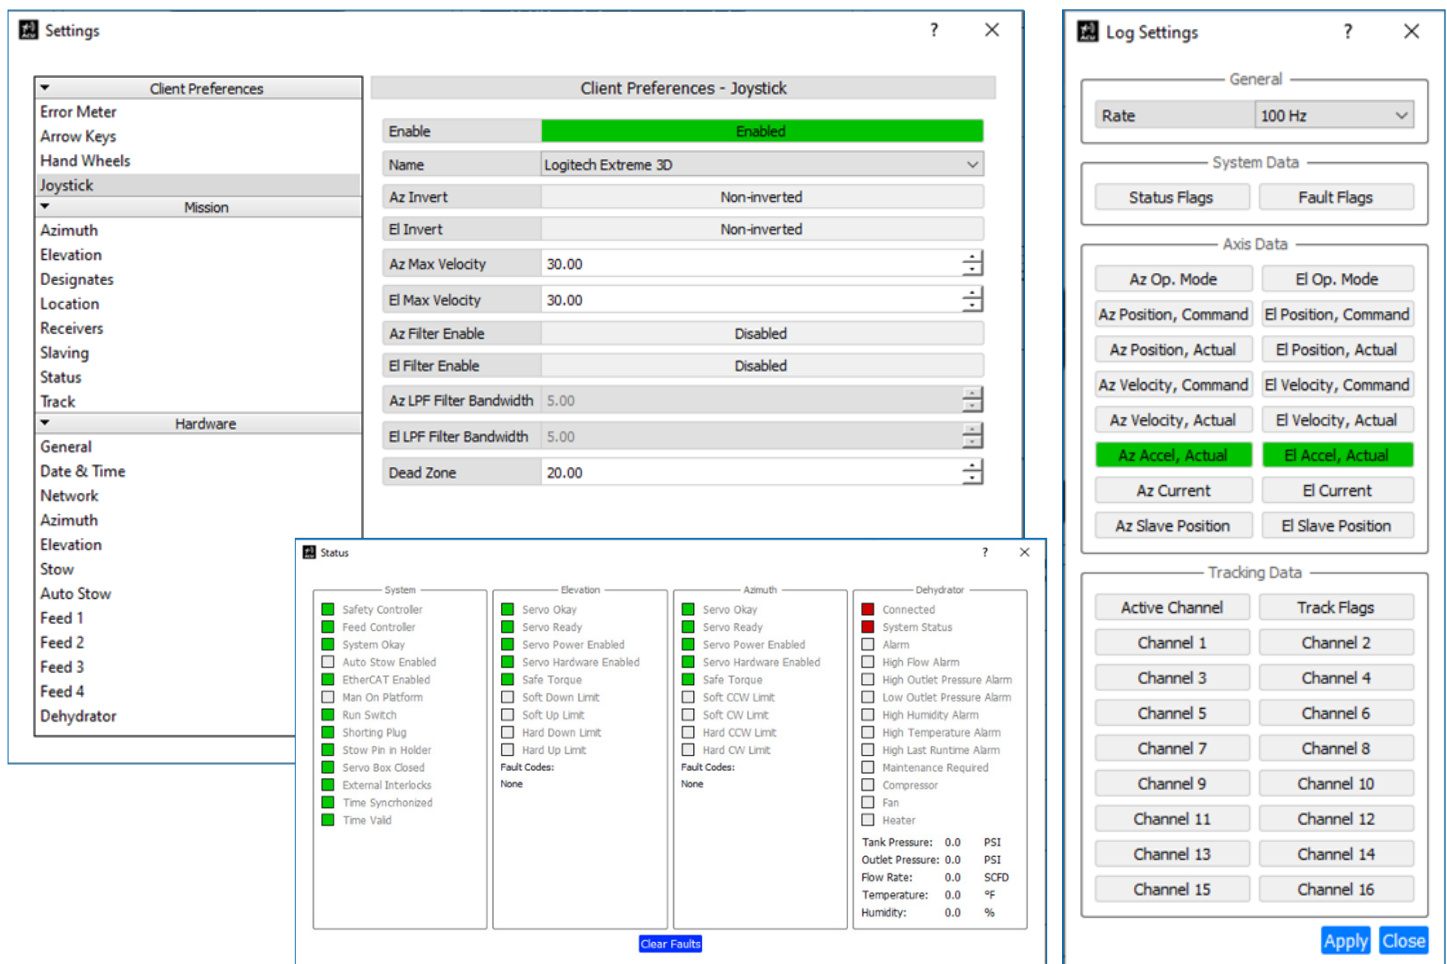 Settings
?
Client Preferences
Error Meter
Arrow Keys
Hand Wheels
Joystick
Mission
Azimuth
Elevation
Designates
Location
Receivers
Slaving
Status
Track
Hardware
General
Date & Time
Network
Azimuth
Elevation
Stow
Auto Stow
Feed 1
Feed 2
Feed 3
Feed 4
Dehydrator
Client Preferences - Joystick
Enable Enabled
Name Logitech Extreme 3D
Az Invert Non-inverted
El Invert Non-inverted
Az Max Velocity 30.00
El Max Velocity 30.00
Az Filter Enable Disabled
El Filter Enable Disabled
Az LPF Filter Bandwidth 5.00
El LPF Filter Bandwidth 5.00
Dead Zone 20.00
Status
?
System
Safety Controller
Feed Controller
System Okay
Auto Stow Enabled
EtherCAT Enabled
Man On Platform
Run Switch
Shorting Plug
Stow Pin in Holder
Servo Box Closed
External Interlocks
Time Syncrhonized
Time Valid
Elevation
Servo Okay
Servo Ready
Servo Power Enabled
Servo Hardware Enabled
Safe Torque
Soft Down Limit
Soft Up Limit
Hard Down Limit
Hard Up Limit
Fault Codes:
None
Azimuth
Servo Okay
Servo Ready
Servo Power Enabled
Servo Hardware Enabled
Safe Torque
Soft CCW Limit
Soft CW Limit
Hard CCW Limit
Hard CW Limit
Fault Codes:
None
Dehydrator
Connected
System Status
Alarm
High Flow Alarm
High Outlet Pressure Alarm
Low Outlet Pressure Alarm
High Humidity Alarm
High Temperature Alarm
High Last Runtime Alarm
Maintenance Required
Compressor
Fan
Heater
Tank Pressure: 0.0 PSI
Outlet Pressure: 0.0 PSI
Flow Rate: 0.0 SCFD
Temperature: 0.0 °F
Humidity: 0.0 %
Clear Faults
Log Settings
?
General
Rate 100 Hz
System Data
Status Flags Fault Flags
Axis Data
Az Op. Mode El Op. Mode
Az Position, Command El Position, Command
Az Position, Actual El Position, Actual
Az Velocity, Command El Velocity, Command
Az Velocity, Actual El Velocity, Actual
Az Accel, Actual El Accel, Actual
Az Current El Current
Az Slave Position El Slave Position
Tracking Data
Active Channel Track Flags
Channel 1 Channel 2
Channel 3 Channel 4
Channel 5 Channel 6
Channel 7 Channel 8
Channel 9 Channel 10
Channel 11 Channel 12
Channel 13 Channel 14
Channel 15 Channel 16
Apply Close